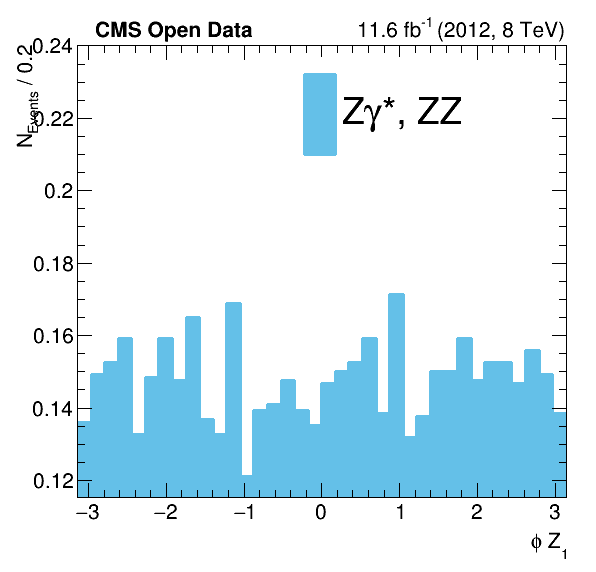 CMS Open Data 11.6 fb⁻¹ (2012, 8 TeV)
N_Events / 0.2
Zγ*, ZZ
0.24
0.22
0.2
0.18
0.16
0.14
0.12
−3 −2 −1 0 1 2 3
ϕ Z₁